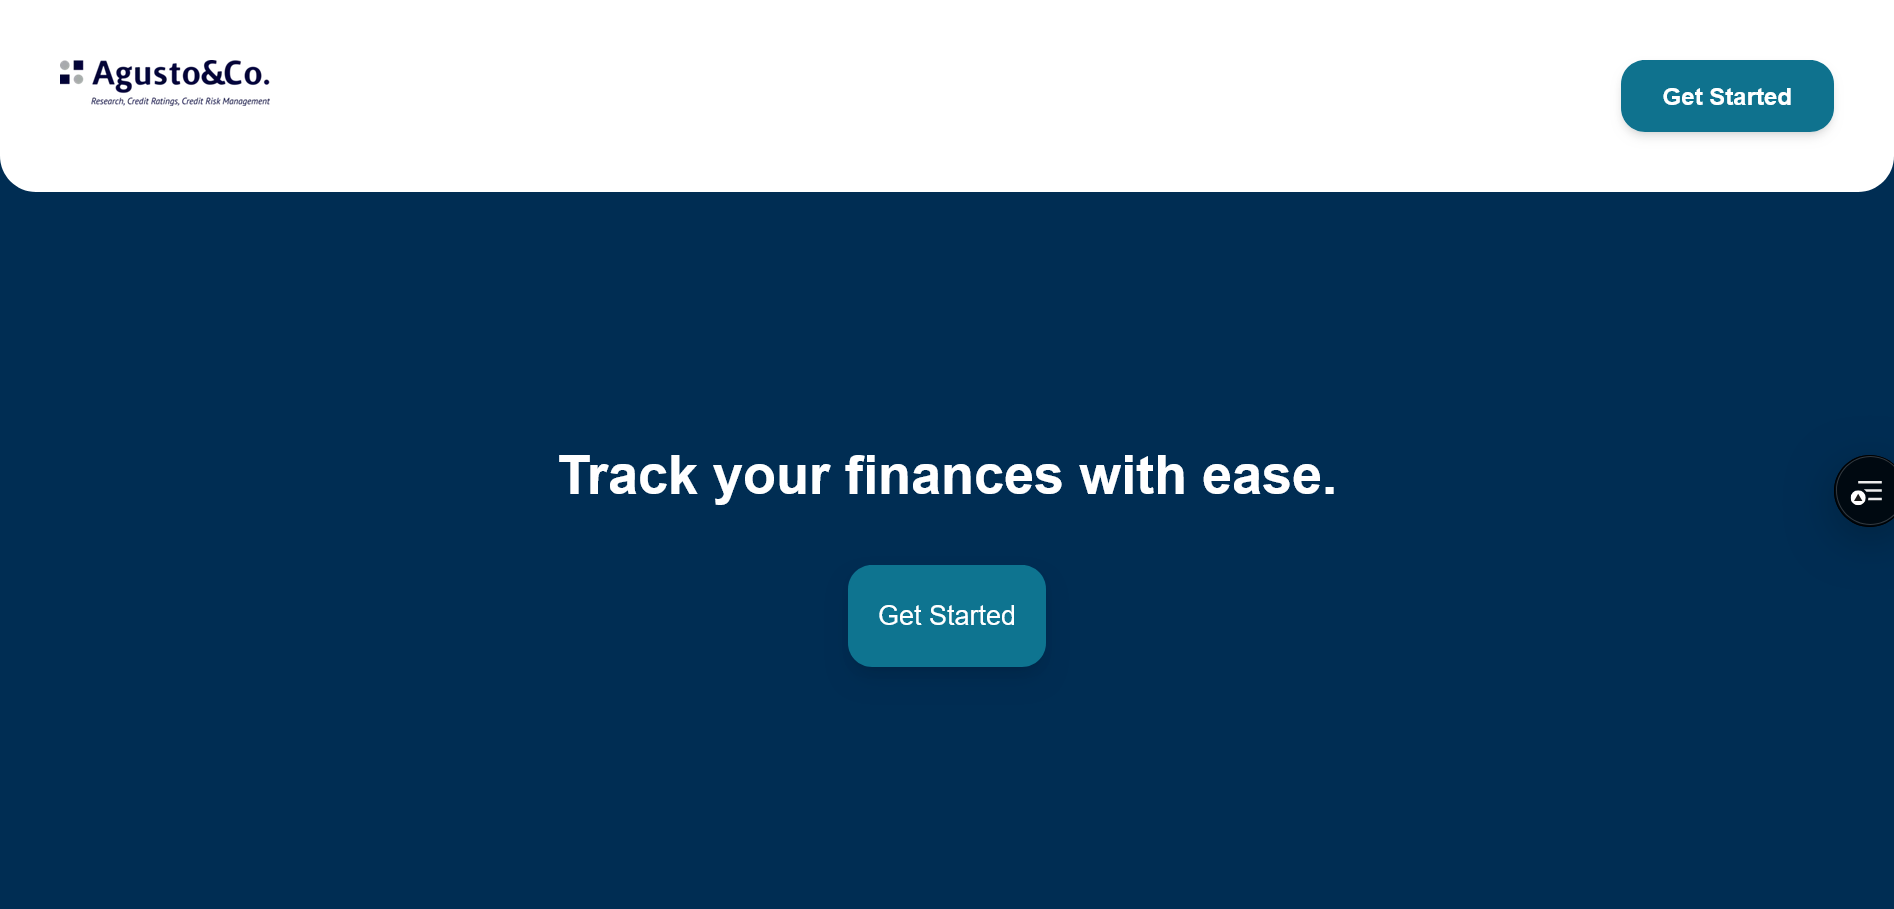 Agusto&Co.
Research, Credit Ratings, Credit Risk Management
Get Started
Track your finances with ease.
Get Started